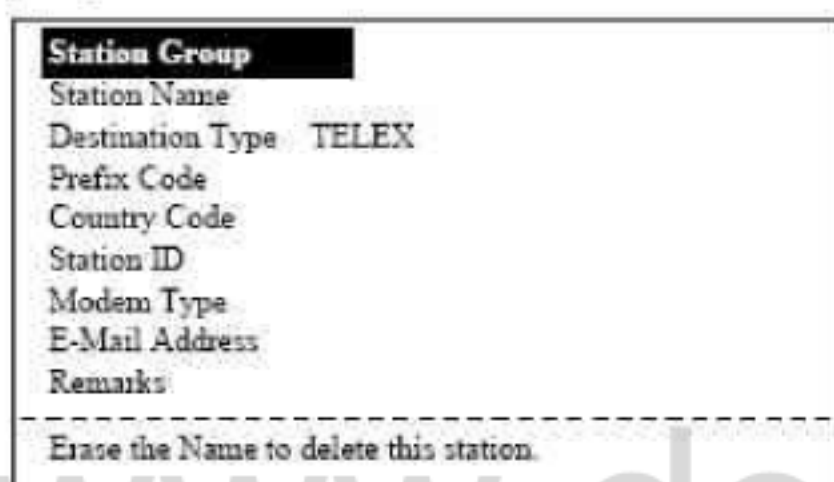 Station Group
Station Name
Destination Type TELEX
Prefix Code
Country Code
Station ID
Modem Type
E-Mail Address
Remarks
Erase the Name to delete this station.